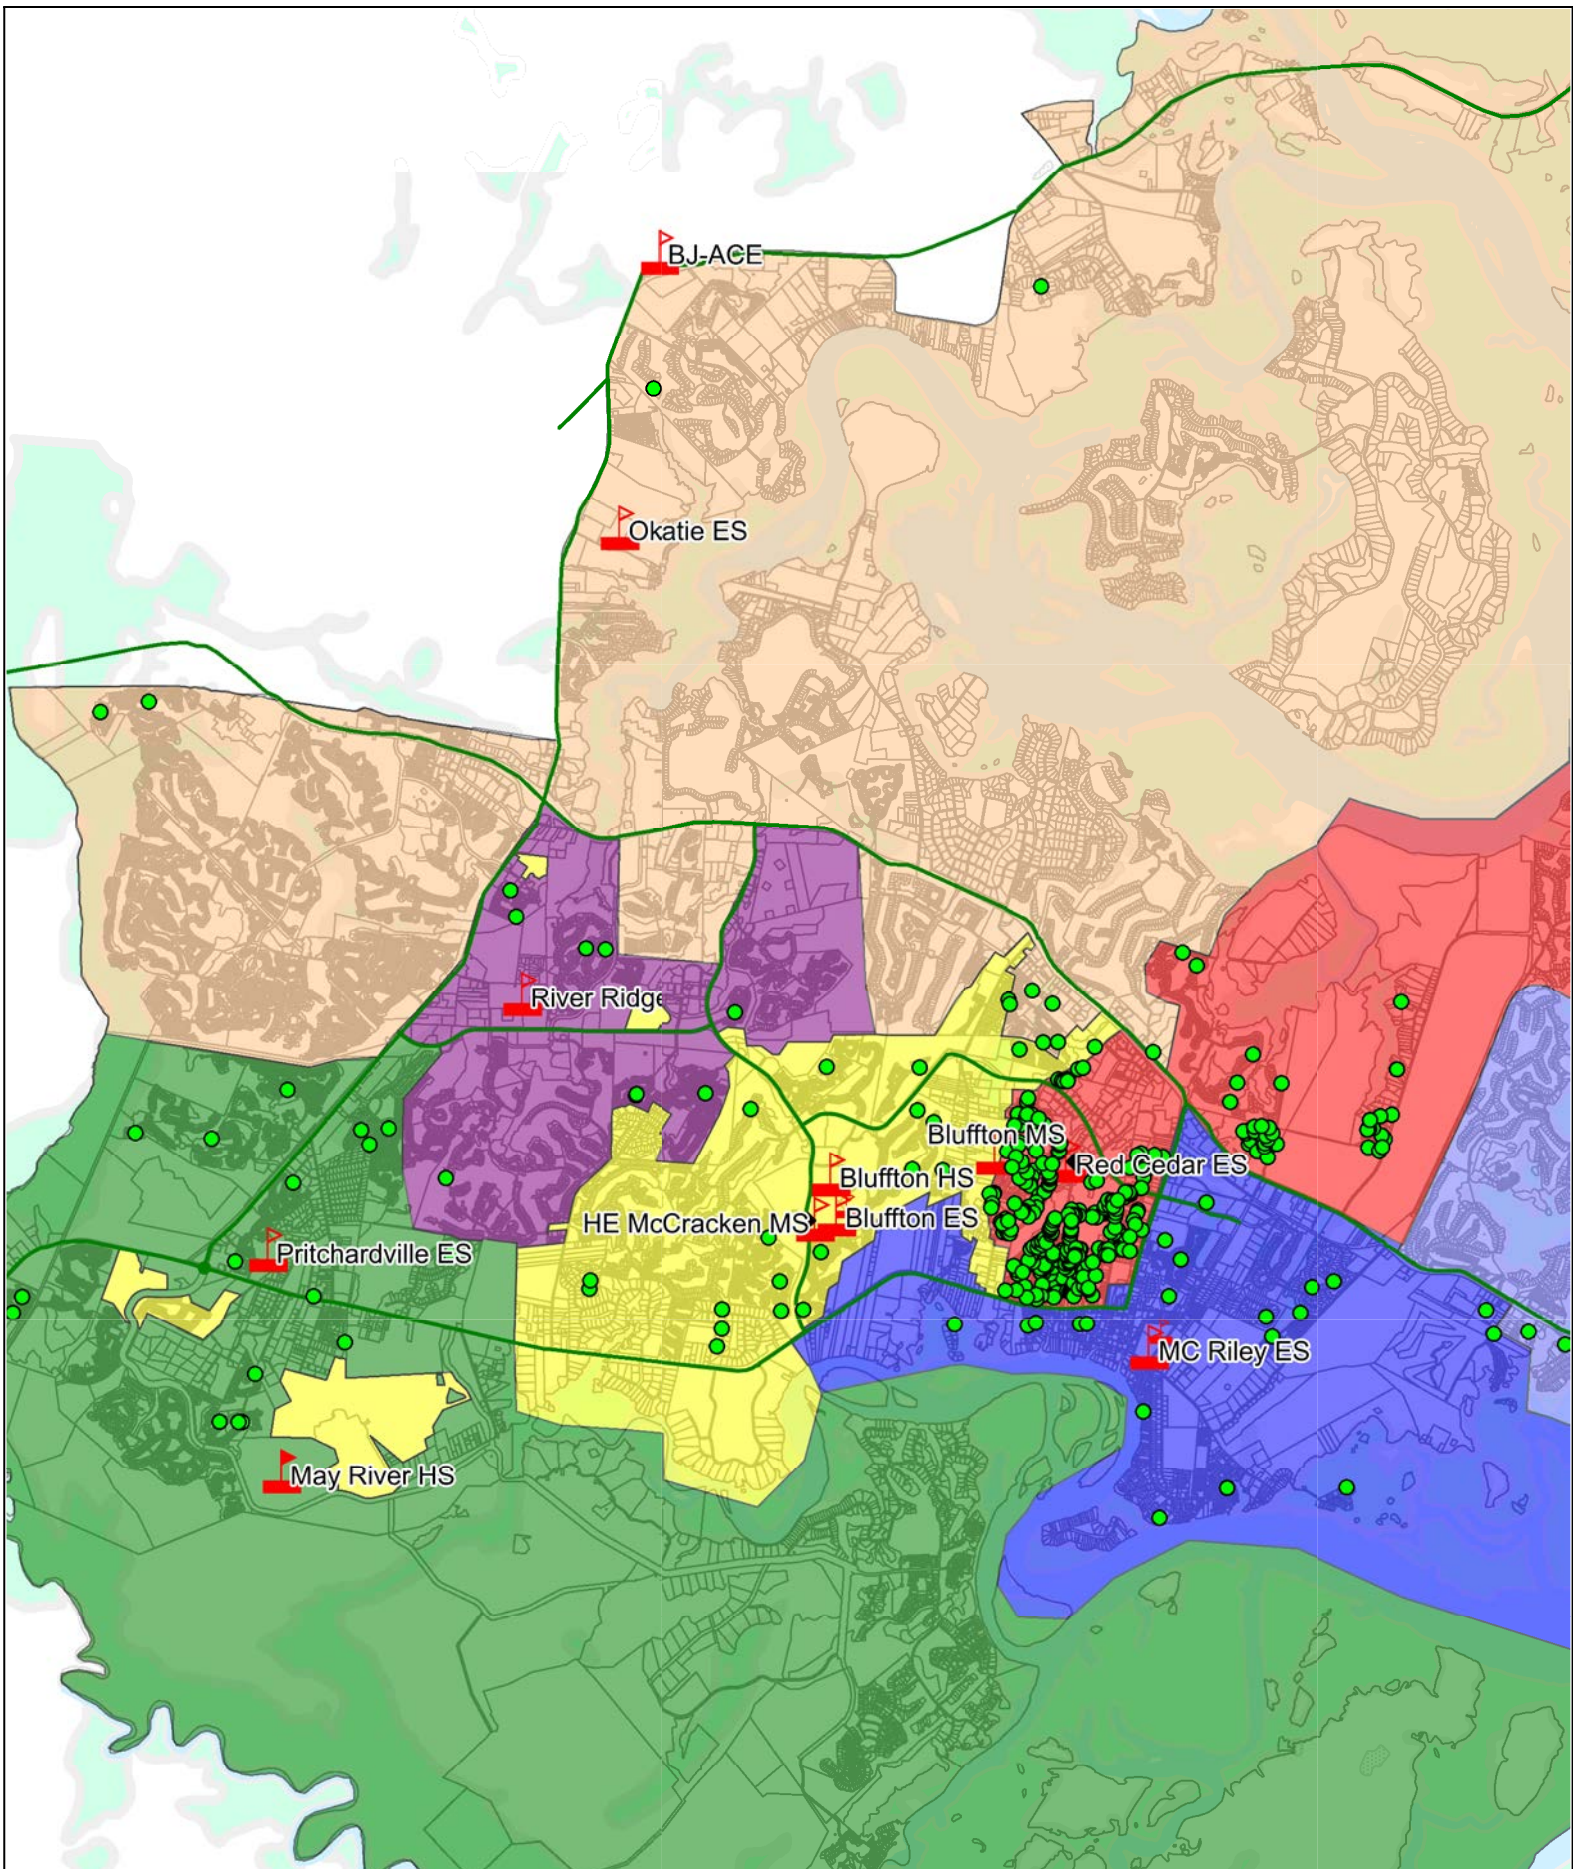 BJ-ACE
Okatie ES
River Ridge
Bluffton MS
Red Cedar ES
Bluffton HS
HE McCracken MS
Bluffton ES
Pritchardville ES
MC Riley ES
May River HS